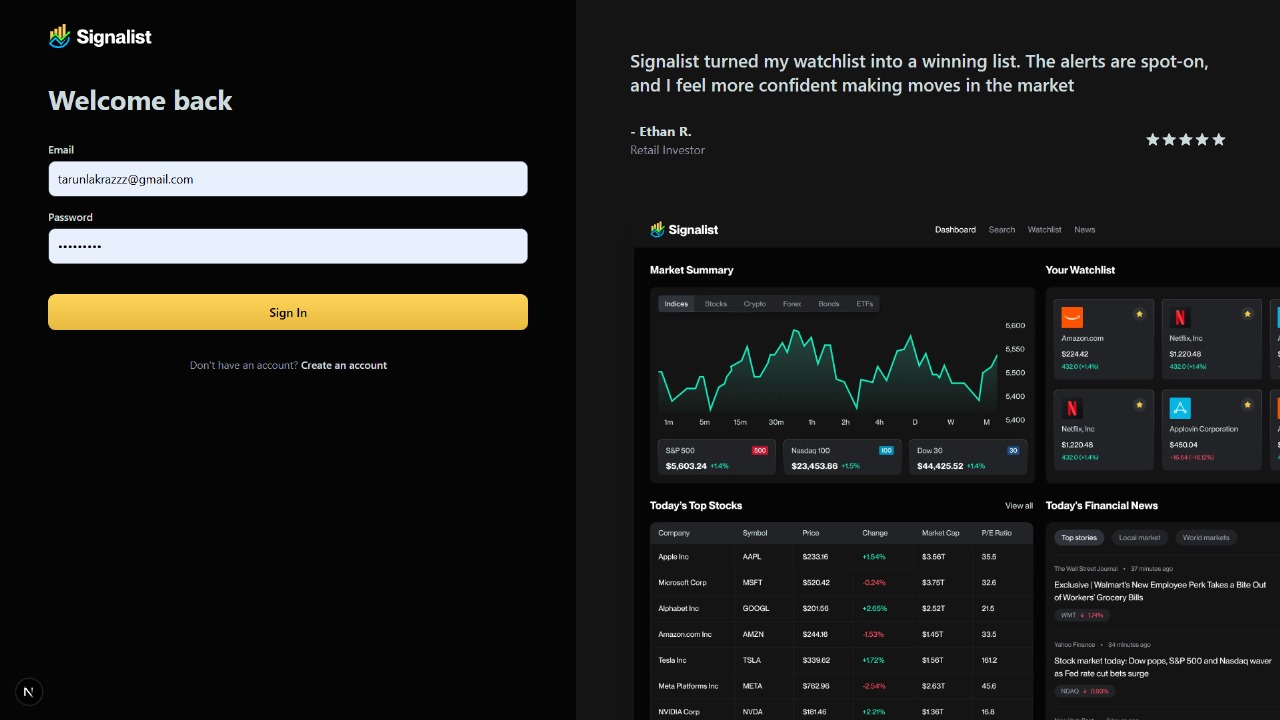 Signalist
Welcome back
Email
tarunlakrazzz@gmail.com
Password
•••••••••
Sign In
Don't have an account? Create an account
N
Signalist turned my watchlist into a winning list. The alerts are spot-on,
and I feel more confident making moves in the market
- Ethan R.
Retail Investor
Signalist
Dashboard Search Watchlist News
Market Summary
Indices Stocks Crypto Forex Bonds ETFs
5,600
5,550
5,500
5,400
5,400
1m 5m 15m 30m 1h 2h 4h D W M
S&P 500 500
$5,603.24 +1.4%
Nasdaq 100 100
$23,453.86 +1.5%
Dow 30 30
$44,425.52 +1.4%
Your Watchlist
Amazon.com
$224.42
432.0 (+1.4%)
Netflix, Inc
$1,220.48
432.0 (+1.4%)
Netflix, Inc
$1,220.48
432.0 (+1.4%)
Applovin Corporation
$450.04
-15.54 (-15.12%)
Today's Top Stocks View all
Company Symbol Price Change Market Cap P/E Ratio
Apple Inc AAPL $233.16 +1.54% $3.56T 35.5
Microsoft Corp MSFT $520.42 -0.24% $3.75T 32.6
Alphabet Inc GOOGL $201.56 +2.65% $2.52T 21.5
Amazon.com Inc AMZN $244.16 -1.53% $1.45T 33.5
Tesla Inc TSLA $339.62 +1.72% $1.56T 161.2
Meta Platforms Inc META $762.96 -2.54% $2.63T 45.6
NVIDIA Corp NVDA $181.46 +2.21% $1.36T 16.8
Today's Financial News
Top stories Local market World markets
The Wall Street Journal • 37 minutes ago
Exclusive | Walmart's New Employee Perk Takes a Bite Out
of Workers' Grocery Bills
WMT ↓ 1.74%
Yahoo Finance • 34 minutes ago
Stock market today: Dow pops, S&P 500 and Nasdaq waver
as Fed rate cut bets surge
NDAQ ↓ 0.93%